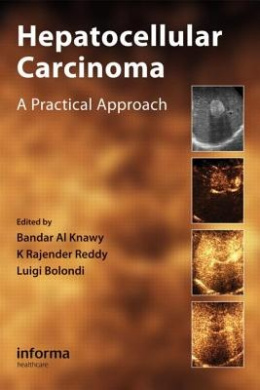 Hepatocellular
Carcinoma
A Practical Approach
Edited by
Bandar Al Knawy
K Rajender Reddy
Luigi Bolondi
informa
healthcare